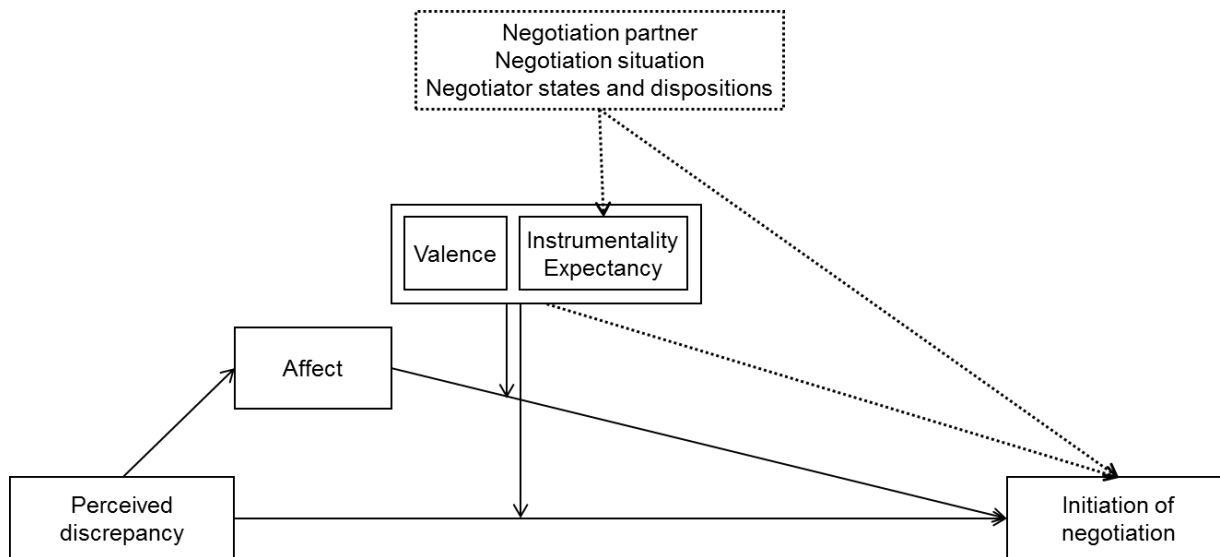 Negotiation partner
Negotiation situation
Negotiator states and dispositions
Valence
Instrumentality
Expectancy
Affect
Perceived
discrepancy
Initiation of
negotiation